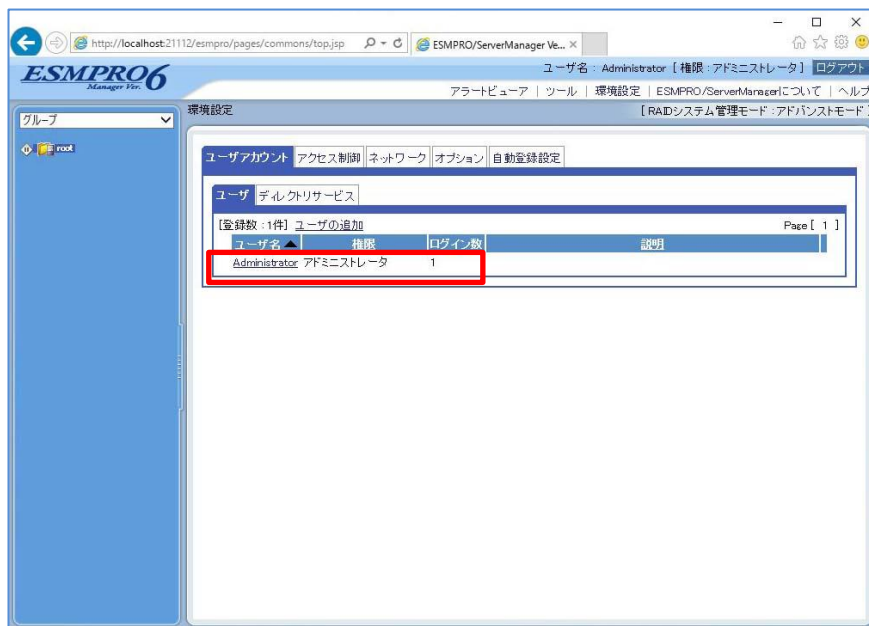 http://localhost:21112/esmpro/pages/commons/top.jsp
ESMPRO/ServerManager Ve...
ESMPRO6
Manager Ver.
ユーザ名 : Administrator [ 権限 : アドミニストレータ ] ログアウト
アラートビューア | ツール | 環境設定 | ESMPRO/ServerManagerについて | ヘルプ
グループ
環境設定
[ RAIDシステム管理モード : アドバンストモード ]
root
ユーザアカウント アクセス制御 ネットワーク オプション 自動登録設定
ユーザ ディレクトリサービス
[登録数 : 1件] ユーザの追加 Page [ 1 ]
ユーザ名▲ 権限 ログイン数 説明
Administrator アドミニストレータ 1